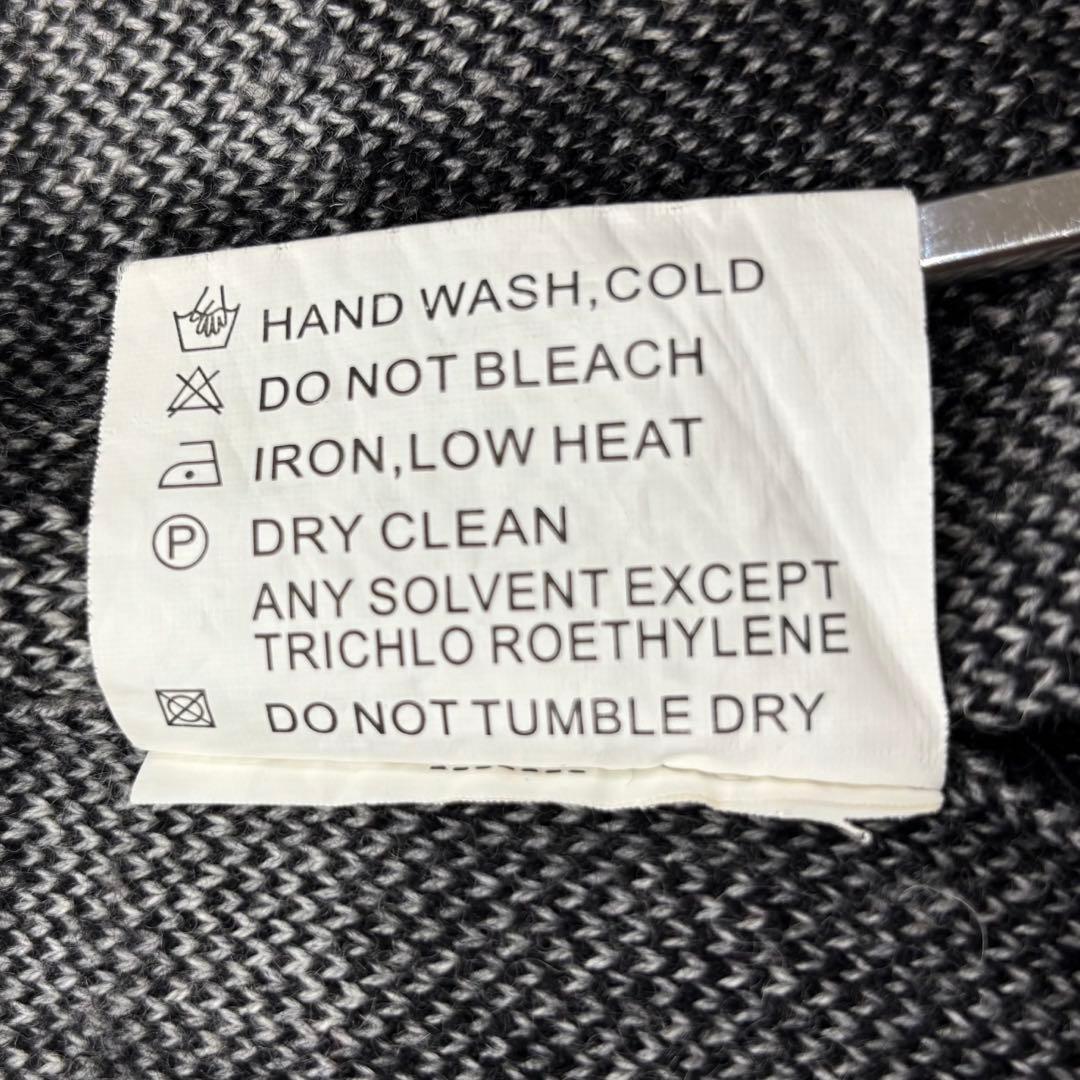 HAND WASH,COLD
DO NOT BLEACH
IRON,LOW HEAT
P DRY CLEAN
ANY SOLVENT EXCEPT
TRICHLO ROETHYLENE
DO NOT TUMBLE DRY